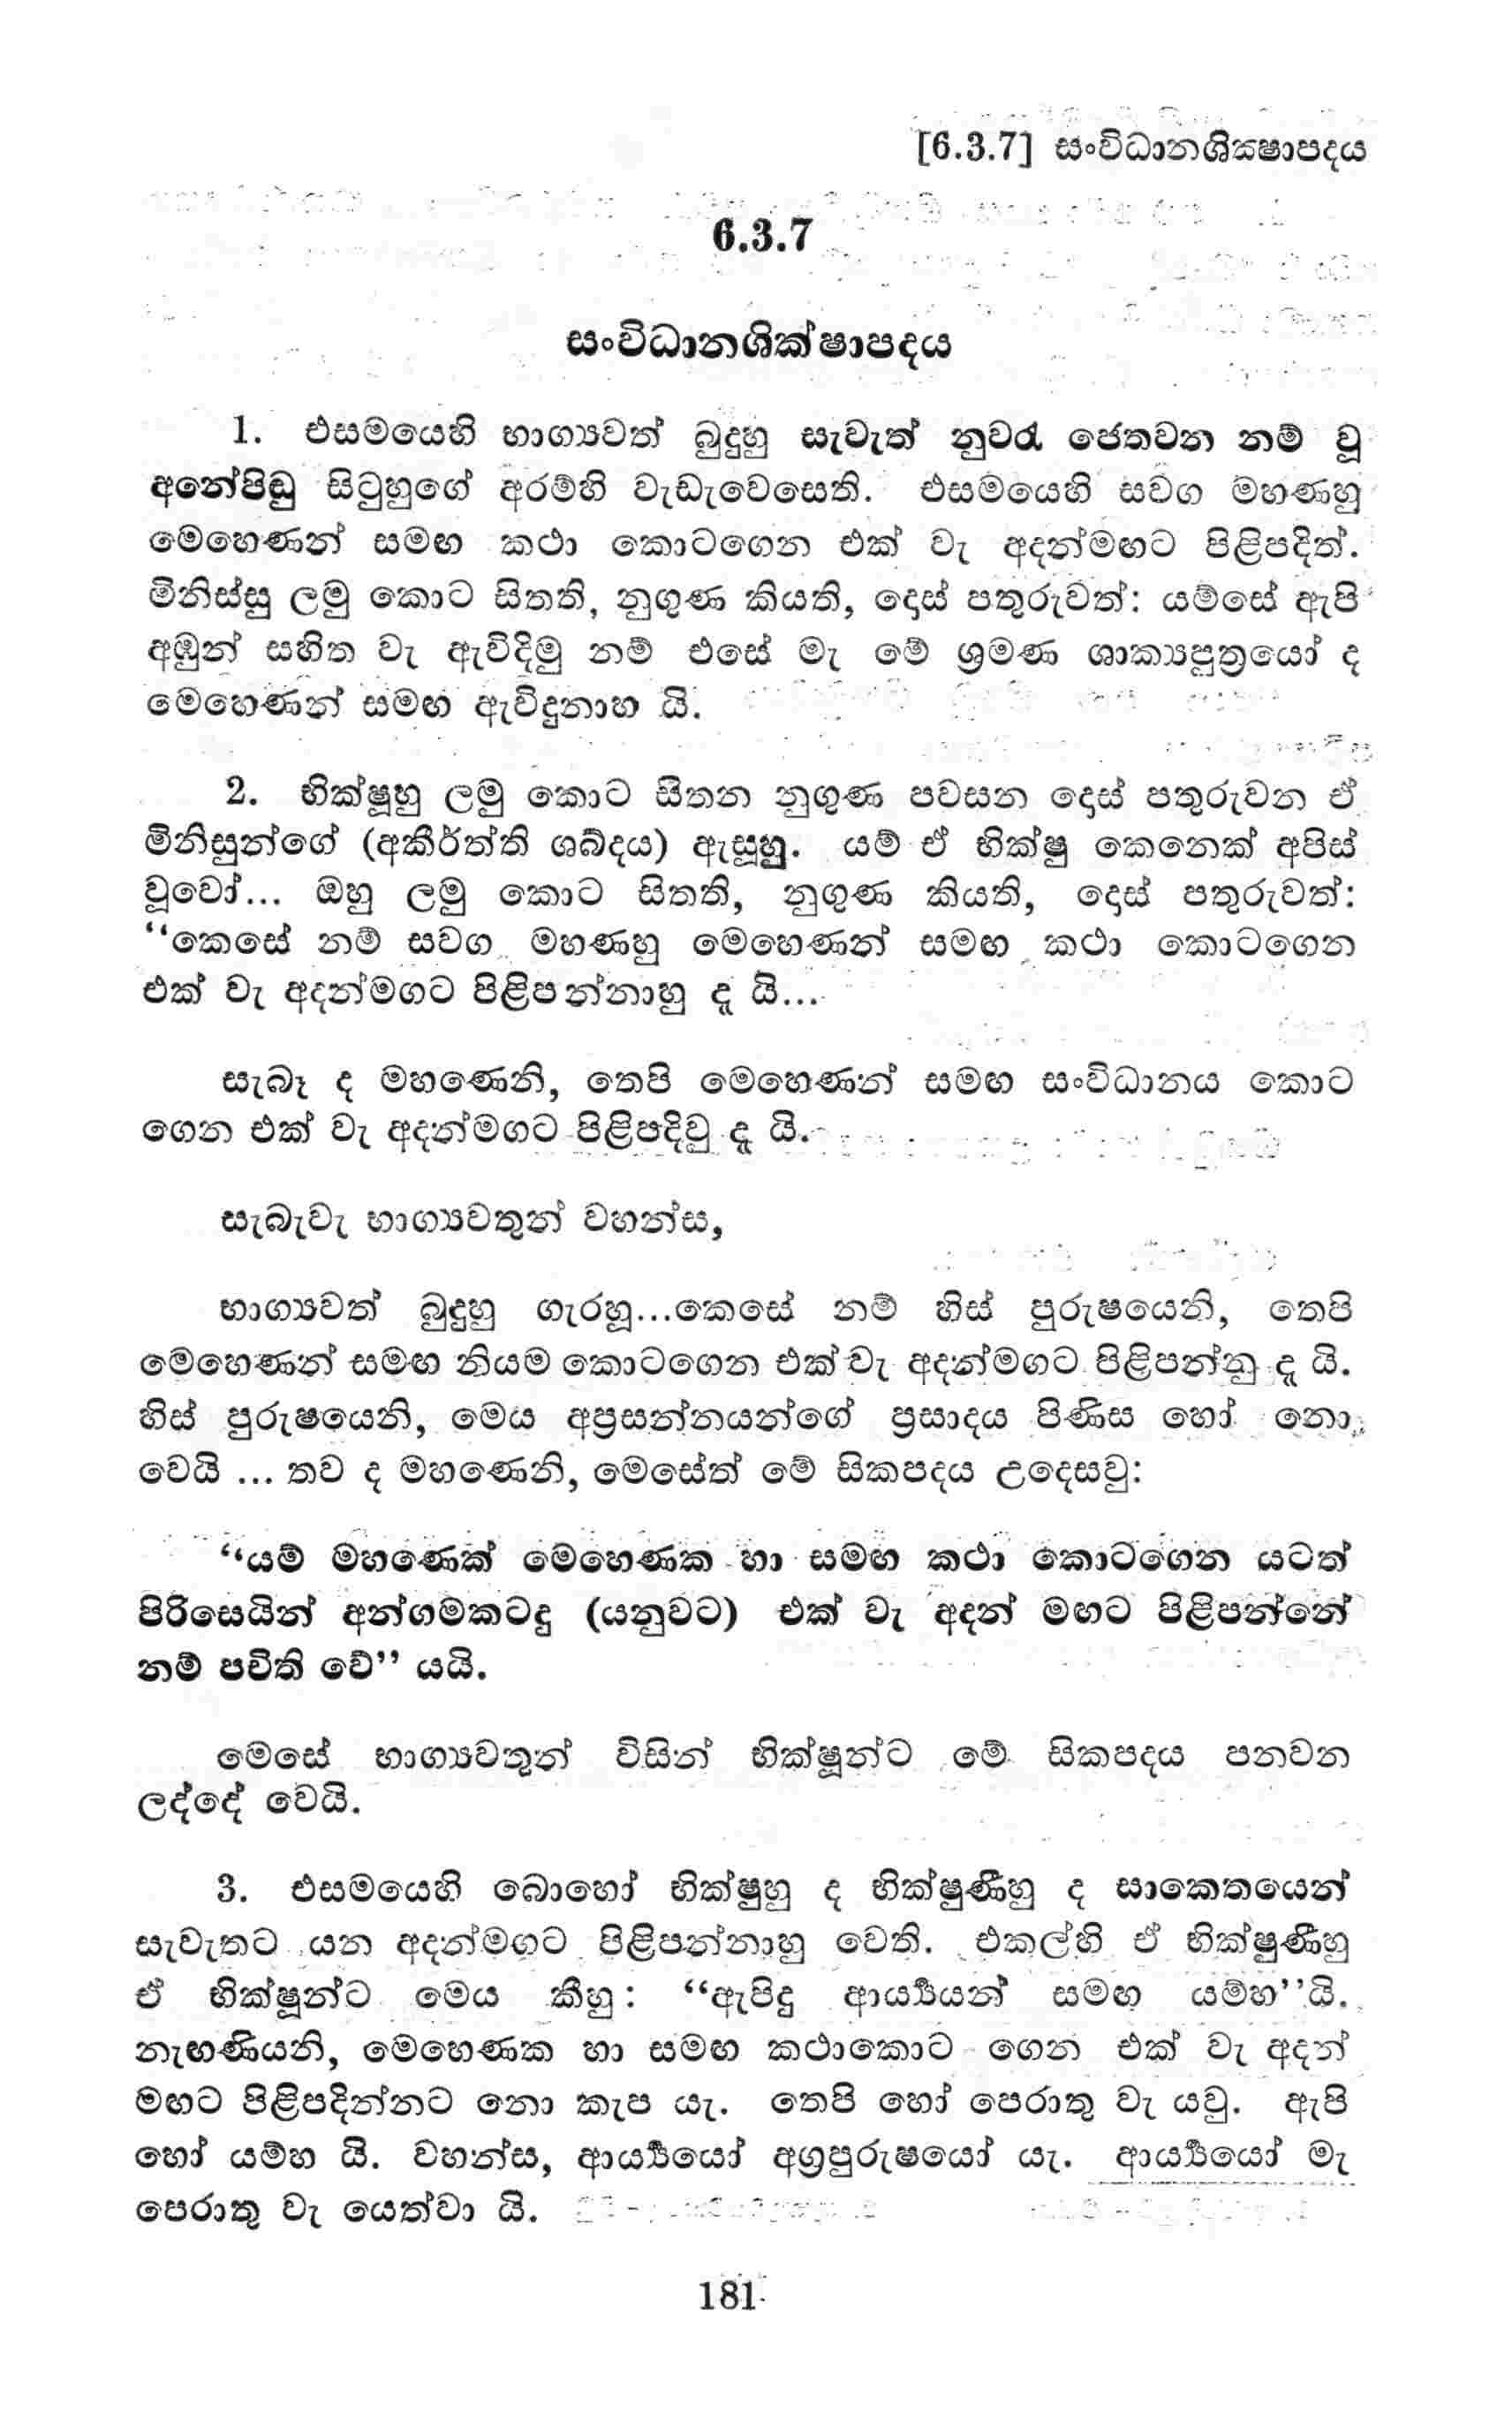 [6.3.7] සංවිධානශික්‍ෂාපදය
6.3.7
සංවිධානශික්ෂාපදය
1. එසමයෙහි භාග්‍යවත් බුදුහු සැවැත් නුවරැ ජෙතවන නම් වූ
අනේපිඬු සිටුහුගේ අරම්හි වැඩැවෙසෙති. එසමයෙහි සවග මහණහු
මෙහෙණන් සමඟ කථා කොටගෙන එක් වැ අදන්මඟට පිළිපදිත්.
මිනිස්සු ලමු කොට සිතති, නුගුණ කියති, දොස් පතුරුවත්: යම්සේ ඇපි
අඹුන් සහිත වැ ඇවිදිමු නම් එසේ මැ මේ ශ්‍රමණ ශාක්‍යපුත්‍රයෝ ද
මෙහෙණන් සමඟ ඇවිදුනාහ යි.
2. භික්ෂූහු ලමු කොට සිතන නුගුණ පවසන දොස් පතුරුවන ඒ
මිනිසුන්ගේ (අකීර්ත්ති ශබ්දය) ඇසූහු. යම් ඒ භික්ෂු කෙනෙක් අපිස්
වූවෝ... ඔහු ලමු කොට සිතති, නුගුණ කියති, දොස් පතුරුවත්:
“කෙසේ නම් සවග මහණහු මෙහෙණන් සමඟ කථා කොටගෙන
එක් වැ අදන්මගට පිළිපන්නාහු දැ යි...
සැබෑ ද මහණෙනි, තෙපි මෙහෙණන් සමඟ සංවිධානය කොට
ගෙන එක් වැ අදන්මගට පිළිපදිවු දැ යි.
සැබැවැ භාග්‍යවතුන් වහන්ස,
භාග්‍යවත් බුදුහු ගැරහූ...කෙසේ නම් හිස් පුරුෂයෙනි, තෙපි
මෙහෙණන් සමඟ නියම කොටගෙන එක් වැ අදන්මගට පිළිපන්නු දැ යි.
හිස් පුරුෂයෙනි, මෙය අප්‍රසන්නයන්ගේ ප්‍රසාදය පිණිස හෝ නො
වෙයි ... තව ද මහණෙනි, මෙසේත් මේ සිකපදය උදෙසවු:
“යම් මහණෙක් මෙහෙණක හා සමඟ කථා කොටගෙන යටත්
පිරිසෙයින් අන්ගමකටදු (යනුවට) එක් වැ අදන් මඟට පිළිපන්නේ
නම් පචිති වේ” යයි.
මෙසේ භාග්‍යවතුන් විසින් භික්ෂූන්ට මේ සිකපදය පනවන
ලද්දේ වෙයි.
3. එසමයෙහි බොහෝ භික්ෂුහු ද භික්ෂුණීහු ද සාකෙතයෙන්
සැවැතට යන අදන්මගට පිළිපන්නාහු වෙති. එකල්හි ඒ භික්ෂුණීහු
ඒ භික්ෂූන්ට මෙය කීහු: “ඇපිදු ආර්‍ය්‍යයන් සමඟ යම්හ”යි.
නැඟණියනි, මෙහෙණක හා සමඟ කථාකොට ගෙන එක් වැ අදන්
මඟට පිළිපදින්නට නො කැප යැ. තෙපි හෝ පෙරාතු වැ යවු. ඇපි
හෝ යම්හ යි. වහන්ස, ආර්‍ය්‍යයෝ අග්‍රපුරුෂයෝ යැ. ආර්‍ය්‍යයෝ මැ
පෙරාතු වැ යෙත්වා යි.
181